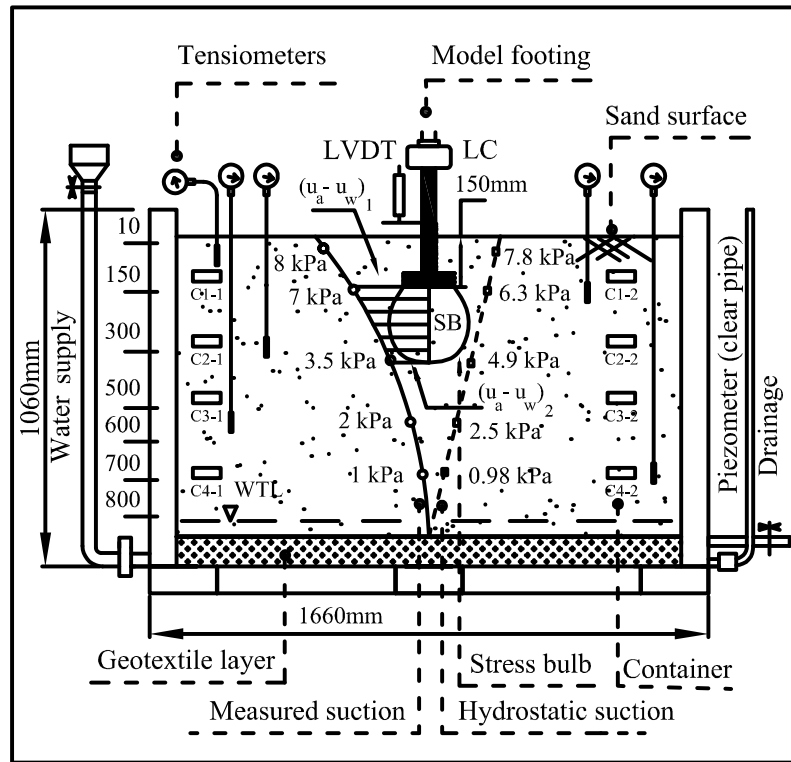 Tensiometers
Model footing
Sand surface
LVDT
LC
150mm
(u_a - u_w)_1
10
150
300
500
600
700
800
1060mm
Water supply
8 kPa
7 kPa
3.5 kPa
2 kPa
1 kPa
7.8 kPa
6.3 kPa
4.9 kPa
2.5 kPa
0.98 kPa
SB
(u_a - u_w)_2
C1-1
C2-1
C3-1
C4-1
C1-2
C2-2
C3-2
C4-2
WTL
Piezometer (clear pipe)
Drainage
1660mm
Geotextile layer
Stress bulb
Container
Measured suction
Hydrostatic suction